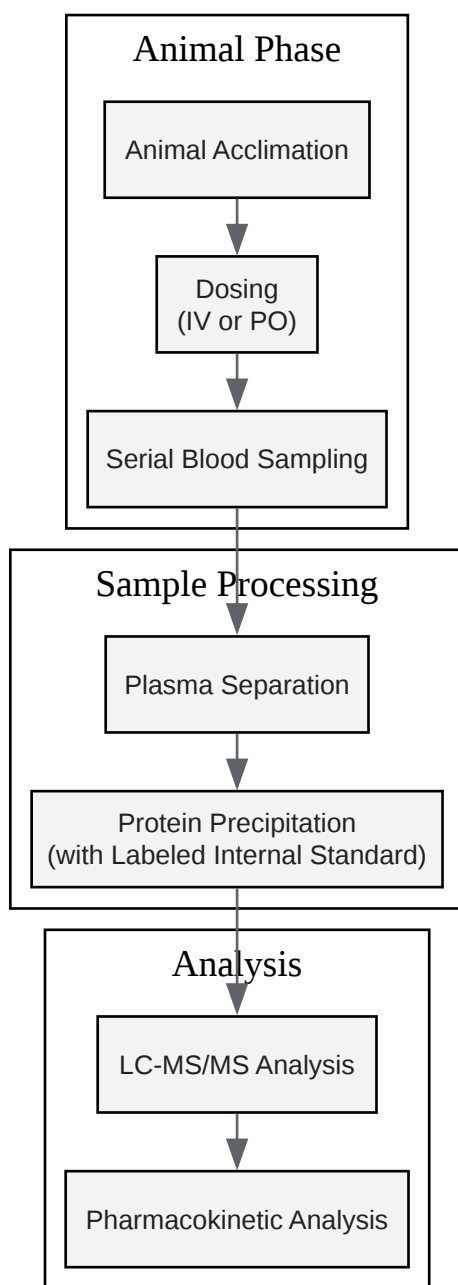 Animal Phase
Animal Acclimation
Dosing
(IV or PO)
Serial Blood Sampling
Sample Processing
Plasma Separation
Protein Precipitation
(with Labeled Internal Standard)
Analysis
LC-MS/MS Analysis
Pharmacokinetic Analysis